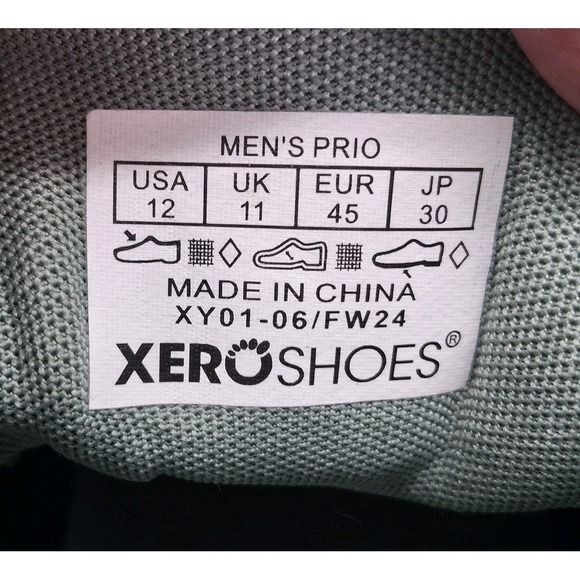 MEN'S PRIO
USA UK EUR JP
12 11 45 30
MADE IN CHINA
XY01-06/FW24
XEROSHOES®